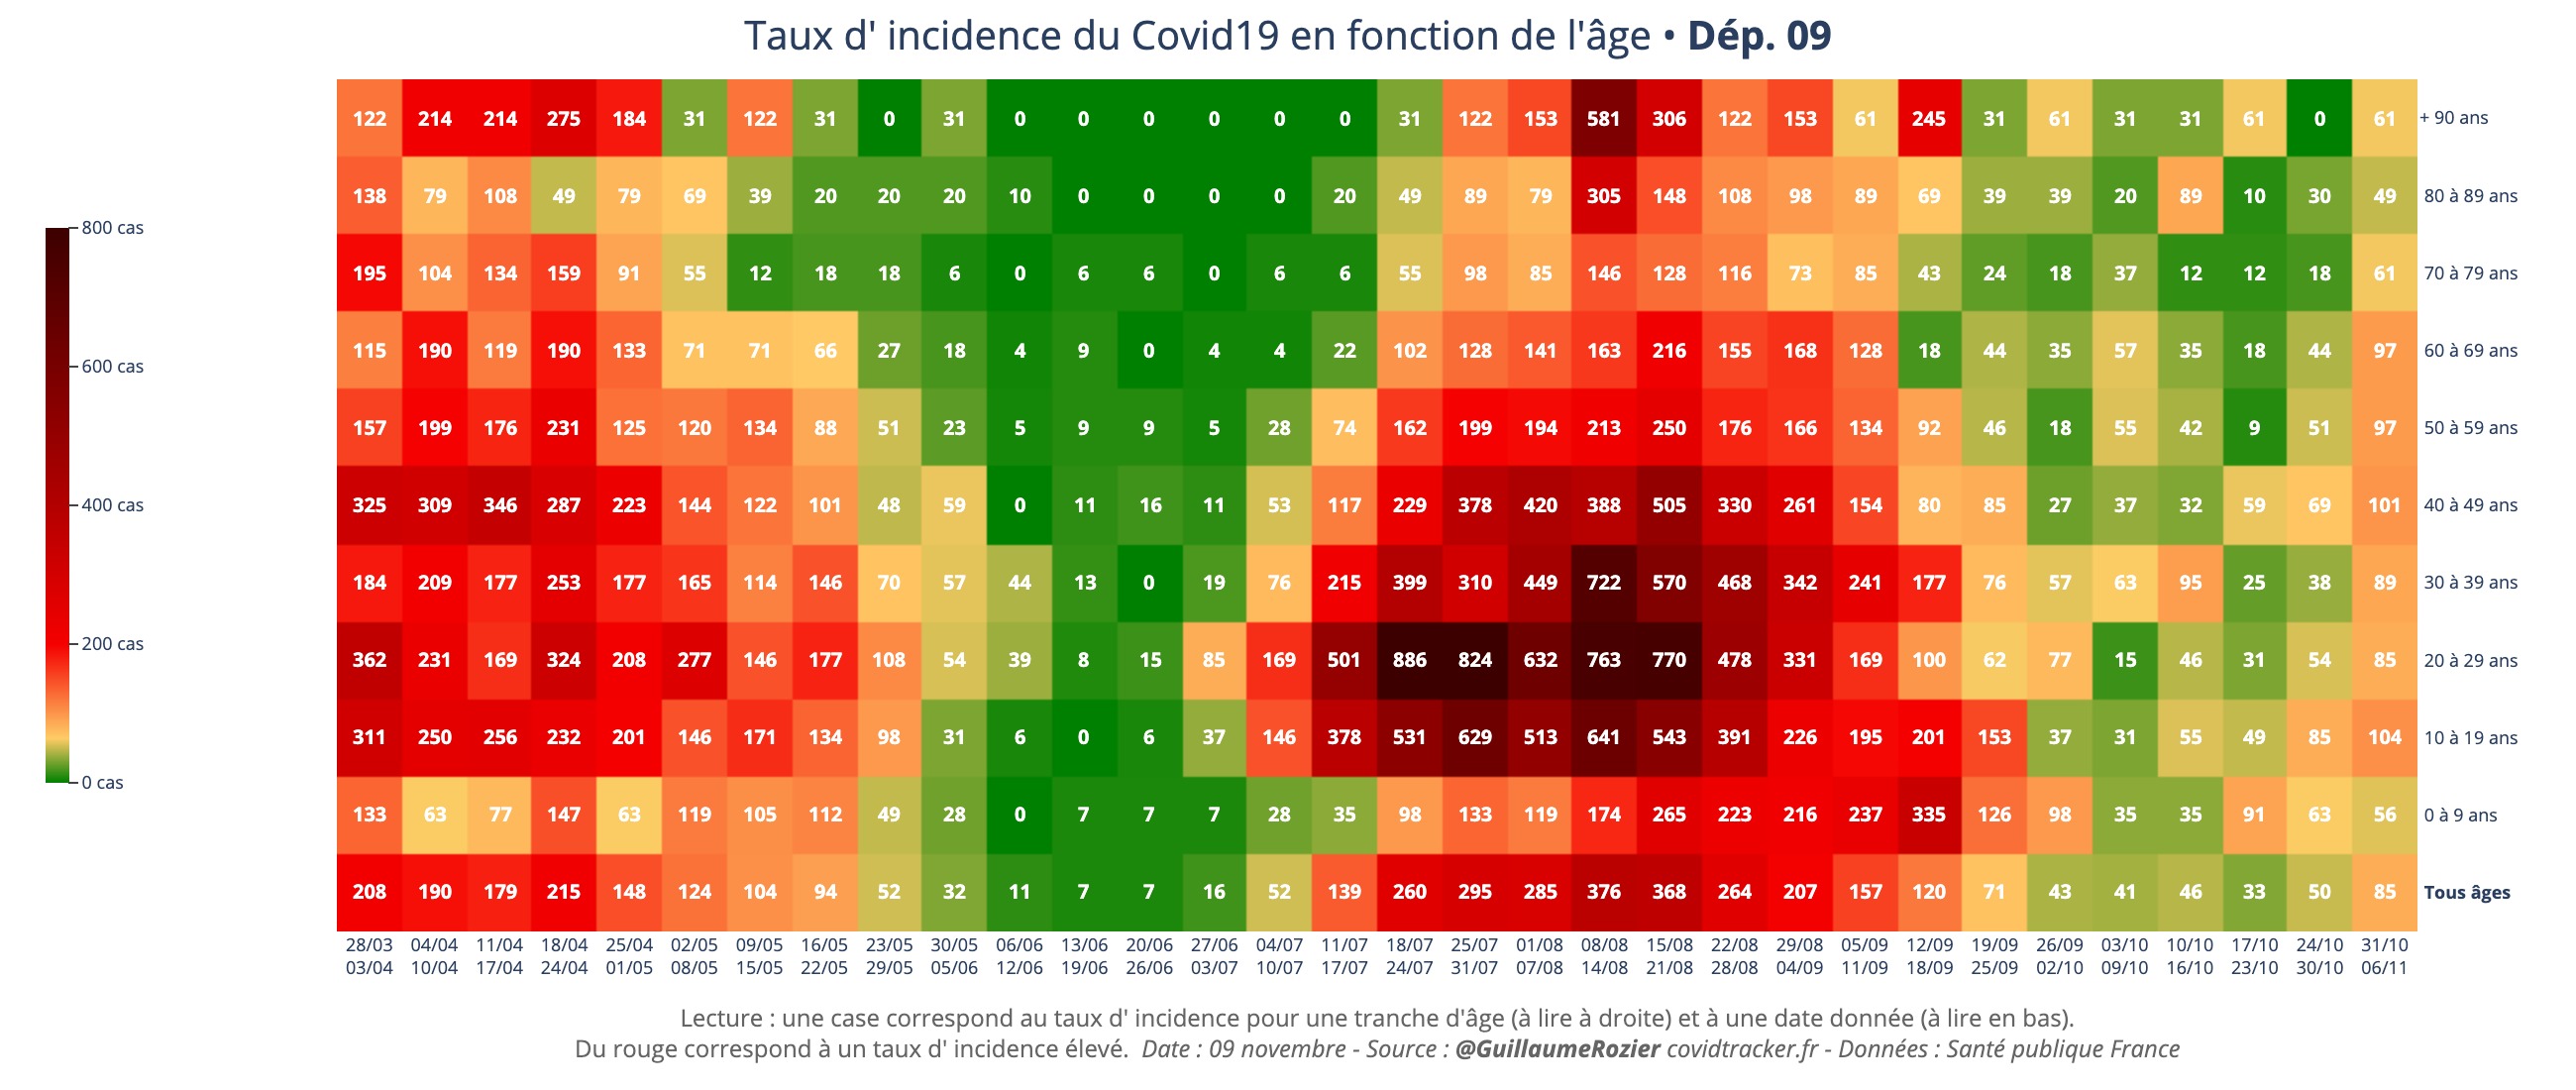 Taux d' incidence du Covid19 en fonction de l'âge • Dép. 09
122 214 214 275 184 31 122 31 0 31 0 0 0 0 0 0 31 122 153 581 306 122 153 61 245 31 61 31 31 61 0 61 + 90 ans
138 79 108 49 79 69 39 20 20 20 10 0 0 0 0 20 49 89 79 305 148 108 98 89 69 39 39 20 89 10 30 49 80 à 89 ans
800 cas
195 104 134 159 91 55 12 18 18 6 0 6 6 0 6 6 55 98 85 146 128 116 73 85 43 24 18 37 12 12 18 61 70 à 79 ans
115 190 119 190 133 71 71 66 27 18 4 9 0 4 4 22 102 128 141 163 216 155 168 128 18 44 35 57 35 18 44 97 60 à 69 ans
600 cas
157 199 176 231 125 120 134 88 51 23 5 9 9 5 28 74 162 199 194 213 250 176 166 134 92 46 18 55 42 9 51 97 50 à 59 ans
400 cas
325 309 346 287 223 144 122 101 48 59 0 11 16 11 53 117 229 378 420 388 505 330 261 154 80 85 27 37 32 59 69 101 40 à 49 ans
184 209 177 253 177 165 114 146 70 57 44 13 0 19 76 215 399 310 449 722 570 468 342 241 177 76 57 63 95 25 38 89 30 à 39 ans
200 cas
362 231 169 324 208 277 146 177 108 54 39 8 15 85 169 501 886 824 632 763 770 478 331 169 100 62 77 15 46 31 54 85 20 à 29 ans
311 250 256 232 201 146 171 134 98 31 6 0 6 37 146 378 531 629 513 641 543 391 226 195 201 153 37 31 55 49 85 104 10 à 19 ans
0 cas
133 63 77 147 63 119 105 112 49 28 0 7 7 7 28 35 98 133 119 174 265 223 216 237 335 126 98 35 35 91 63 56 0 à 9 ans
208 190 179 215 148 124 104 94 52 32 11 7 7 16 52 139 260 295 285 376 368 264 207 157 120 71 43 41 46 33 50 85 Tous âges
28/03 04/04 11/04 18/04 25/04 02/05 09/05 16/05 23/05 30/05 06/06 13/06 20/06 27/06 04/07 11/07 18/07 25/07 01/08 08/08 15/08 22/08 29/08 05/09 12/09 19/09 26/09 03/10 10/10 17/10 24/10 31/10
03/04 10/04 17/04 24/04 01/05 08/05 15/05 22/05 29/05 05/06 12/06 19/06 26/06 03/07 10/07 17/07 24/07 31/07 07/08 14/08 21/08 28/08 04/09 11/09 18/09 25/09 02/10 09/10 16/10 23/10 30/10 06/11
Lecture : une case correspond au taux d' incidence pour une tranche d'âge (à lire à droite) et à une date donnée (à lire en bas).
Du rouge correspond à un taux d' incidence élevé. Date : 09 novembre - Source : @GuillaumeRozier covidtracker.fr - Données : Santé publique France